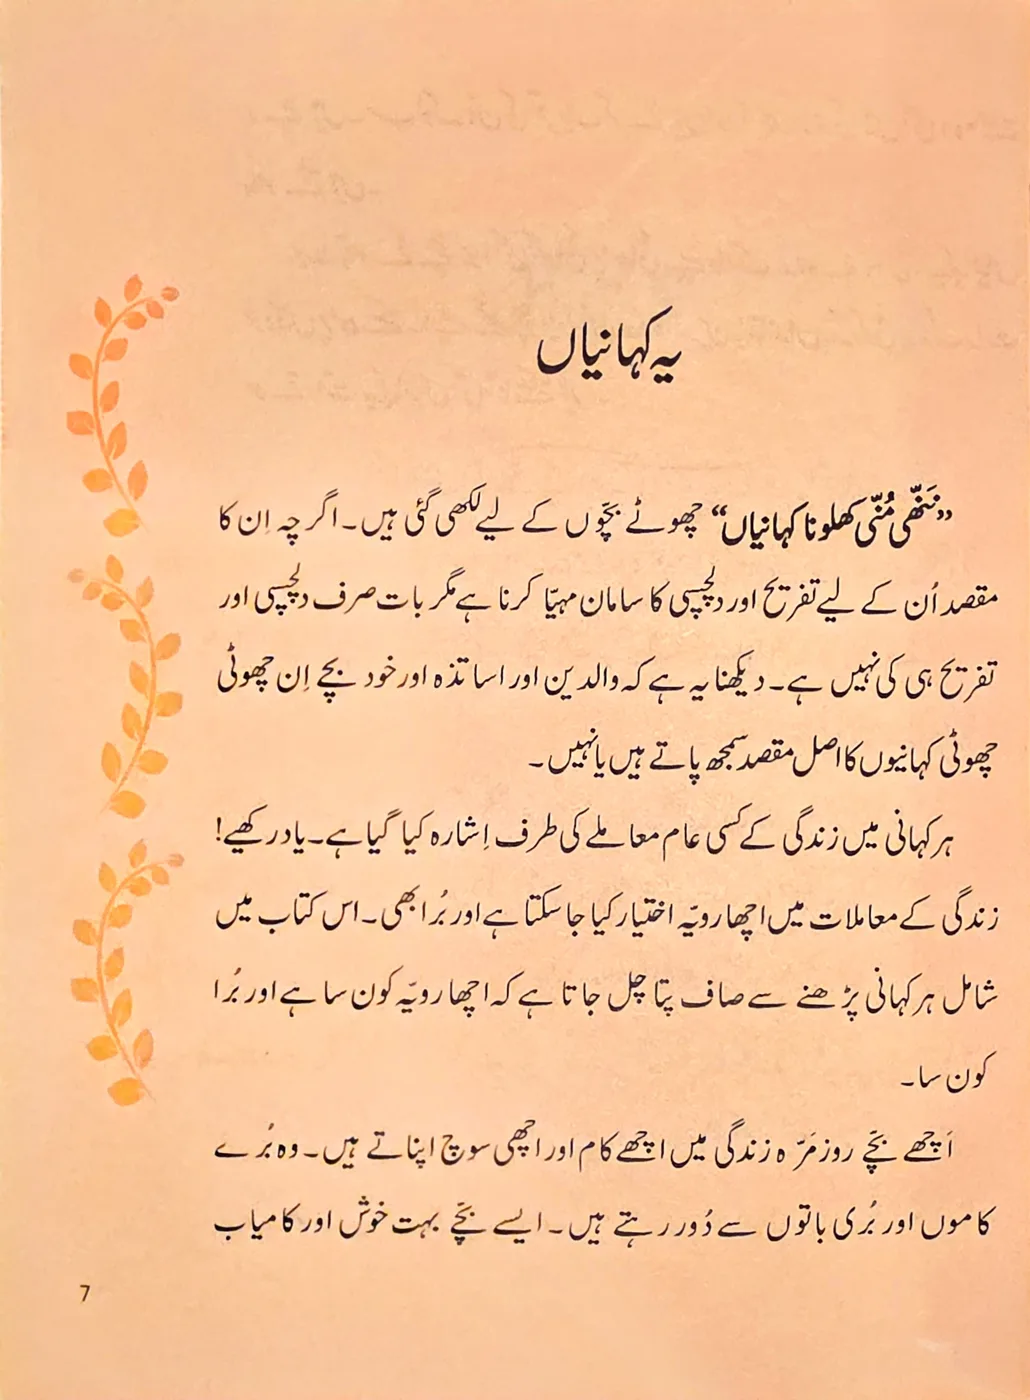 یہ کہانیاں
”ننّھی مُنّی کھلونا کہانیاں“ چھوٹے بچّوں کے لیے لکھی گئی ہیں۔ اگرچہ اِن کا
مقصد اُن کے لیے تفریح اور دلچسپی کا سامان مہیّا کرنا ہے مگر بات صرف دلچسپی اور
تفریح ہی کی نہیں ہے۔ دیکھنا یہ ہے کہ والدین اور اساتذہ اور خود بچے اِن چھوٹی
چھوٹی کہانیوں کا اصل مقصد سمجھ پاتے ہیں یا نہیں۔
ہر کہانی میں زندگی کے کسی عام معاملے کی طرف اِشارہ کیا گیا ہے۔ یاد رکھیے!
زندگی کے معاملات میں اچھا رویّہ اختیار کیا جا سکتا ہے اور بُرا بھی۔ اس کتاب میں
شامل ہر کہانی پڑھنے سے صاف پتا چل جاتا ہے کہ اچھا رویّہ کون سا ہے اور بُرا
کون سا۔
اَچھے بچّے روزمَرّہ زندگی میں اچھے کام اور اچھی سوچ اپناتے ہیں۔ وہ بُرے
کاموں اور بُری باتوں سے دُور رہتے ہیں۔ ایسے بچّے بہت خوش اور کامیاب
7